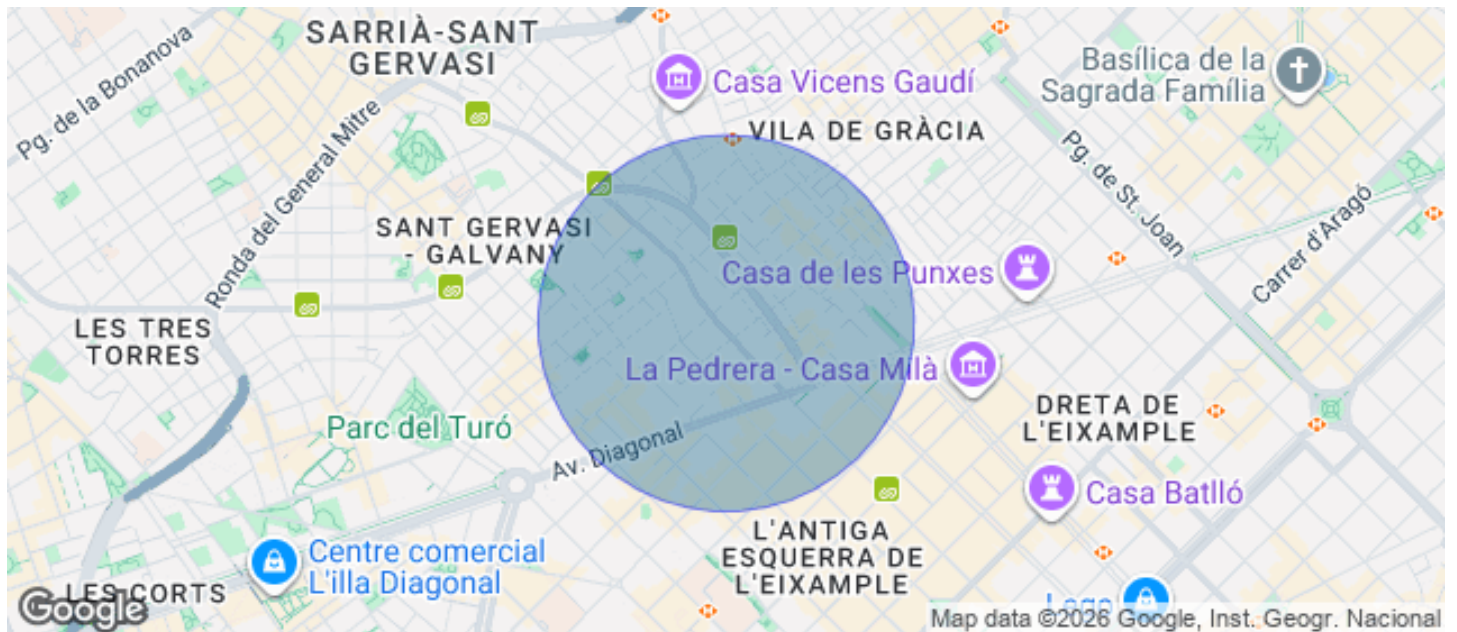 SARRIÀ-SANT
GERVASI
Pg. de la Bonanova
Casa Vicens Gaudí
Basílica de la
Sagrada Família
VILA DE GRÀCIA
Ronda del General Mitre
Pg. de St. Joan
Carrer d'Aragó
SANT GERVASI
- GALVANY
Casa de les Punxes
LES TRES
TORRES
La Pedrera - Casa Milà
DRETA DE
L'EIXAMPLE
Parc del Turó
Av. Diagonal
Casa Batlló
L'ANTIGA
ESQUERRA DE
L'EIXAMPLE
Centre comercial
L'illa Diagonal
LES CORTS
Google
Map data ©2026 Google, Inst. Geogr. Nacional